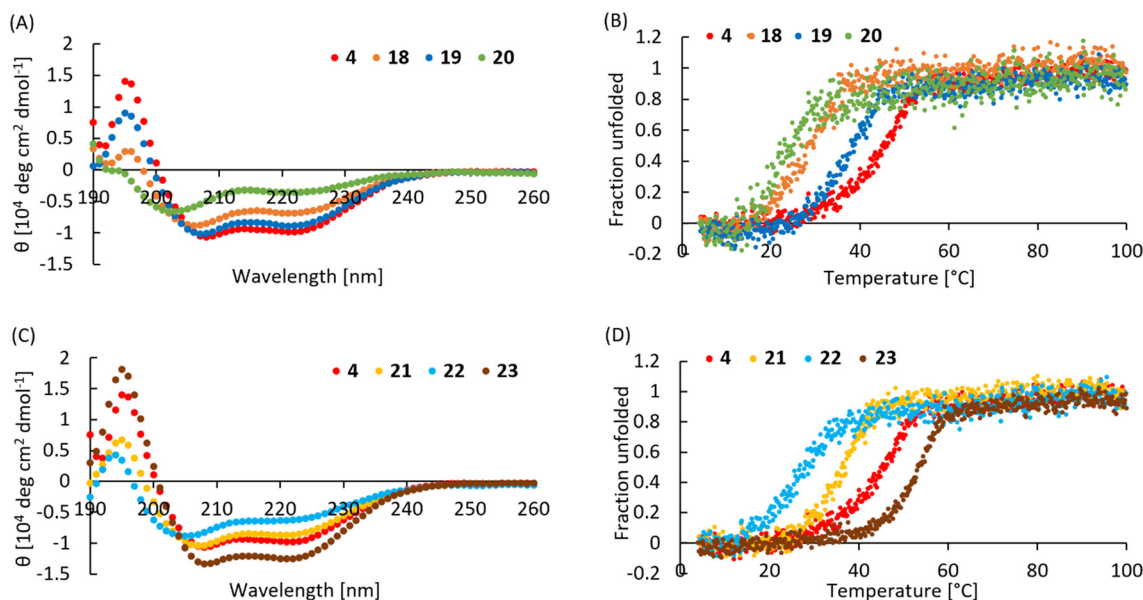 (A)
(B)
4 18 19 20
4 18 19 20
θ [10⁴ deg cm² dmol⁻¹]
2
1.5
1
0.5
0
-0.5
-1
-1.5
190 200 210 220 230 240 250 260
Wavelength [nm]
Fraction unfolded
1.2
1
0.8
0.6
0.4
0.2
0
-0.2
20 40 60 80 100
Temperature [°C]
(C)
(D)
4 21 22 23
4 21 22 23
θ [10⁴ deg cm² dmol⁻¹]
2
1.5
1
0.5
0
-0.5
-1
-1.5
190 200 210 220 230 240 250 260
Wavelength [nm]
Fraction unfolded
1.2
1
0.8
0.6
0.4
0.2
0
-0.2
0 20 40 60 80 100
Temperature [°C]